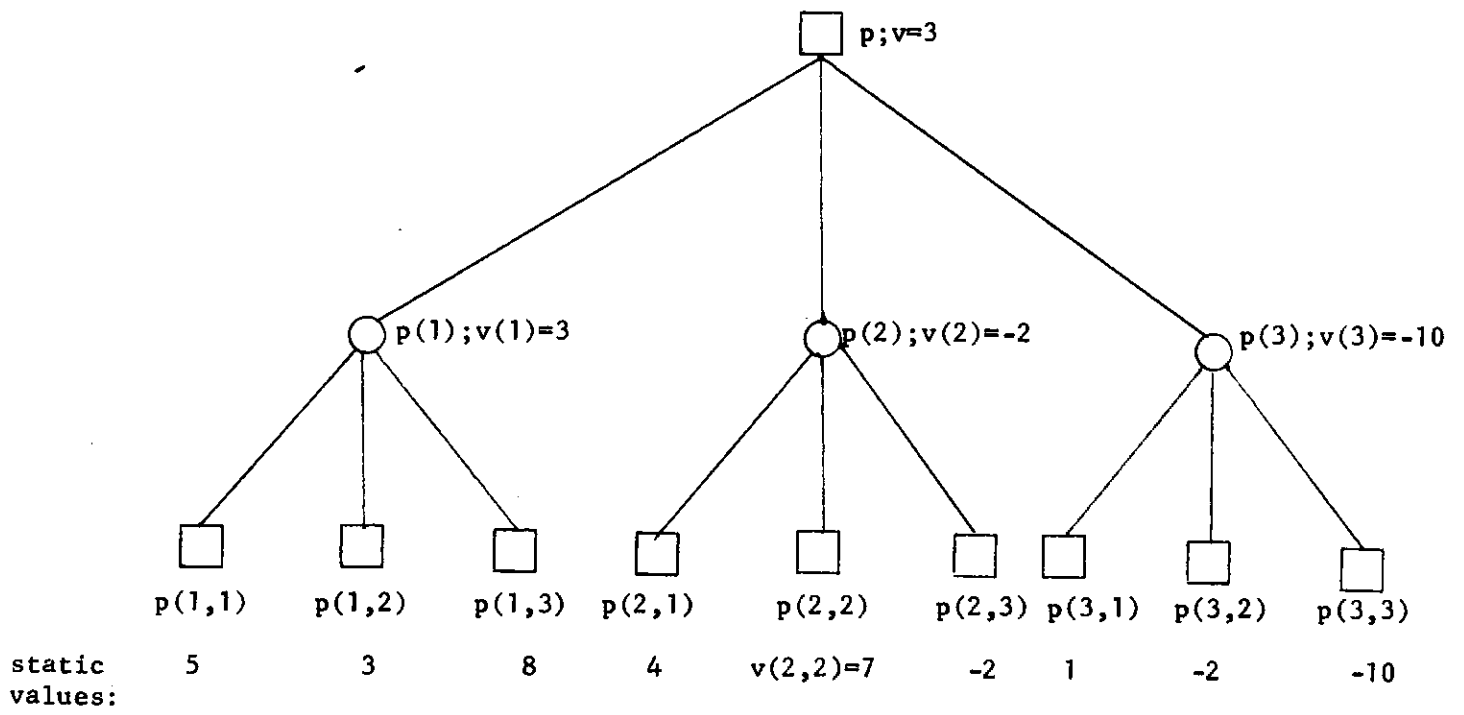 p;v=3
p(1);v(1)=3
p(2);v(2)=-2
p(3);v(3)=-10
p(1,1) p(1,2) p(1,3) p(2,1) p(2,2) p(2,3) p(3,1) p(3,2) p(3,3)
static 5 3 8 4 v(2,2)=7 -2 1 -2 -10
values: